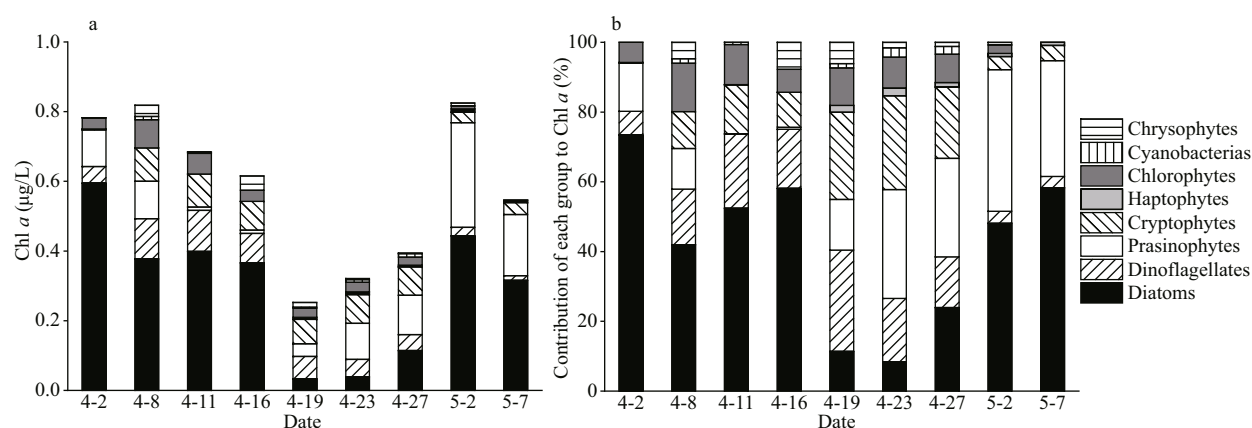 a
Chl a (μg/L)
1.0
0.8
0.6
0.4
0.2
0.0
4-2 4-8 4-11 4-16 4-19 4-23 4-27 5-2 5-7
Date
b
Contribution of each group to Chl a (%)
100
80
60
40
20
0
4-2 4-8 4-11 4-16 4-19 4-23 4-27 5-2 5-7
Date
Chrysophytes
Cyanobacterias
Chlorophytes
Haptophytes
Cryptophytes
Prasinophytes
Dinoflagellates
Diatoms